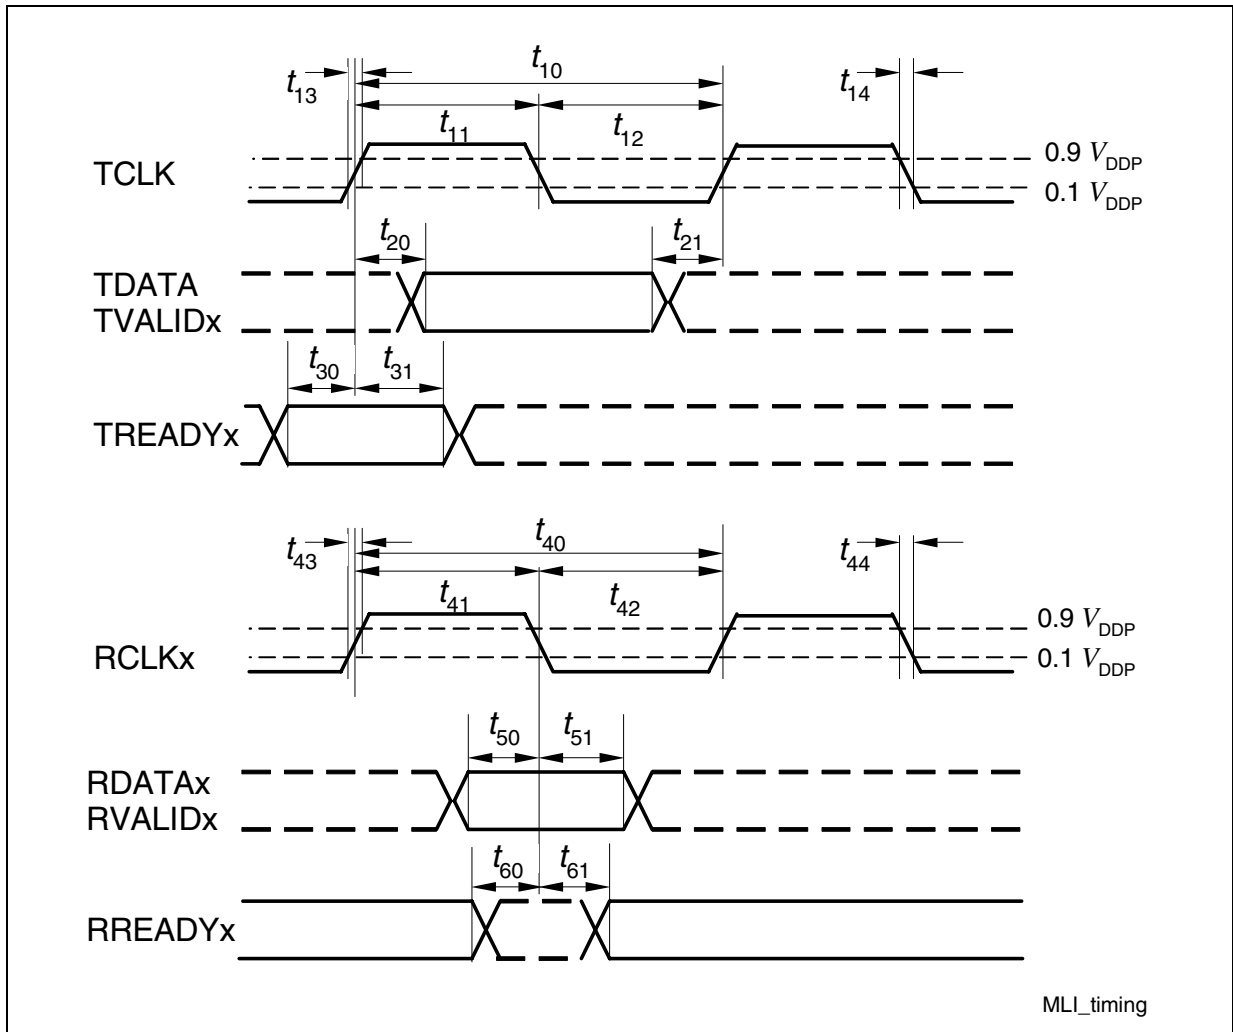 t10
t13
t14
t11
t12
TCLK
0.9 VDDP
0.1 VDDP
t20
t21
TDATA
TVALIDx
t30
t31
TREADYx
t40
t43
t44
t41
t42
RCLKx
0.9 VDDP
0.1 VDDP
t50
t51
RDATAx
RVALIDx
t60
t61
RREADYx
MLI_timing